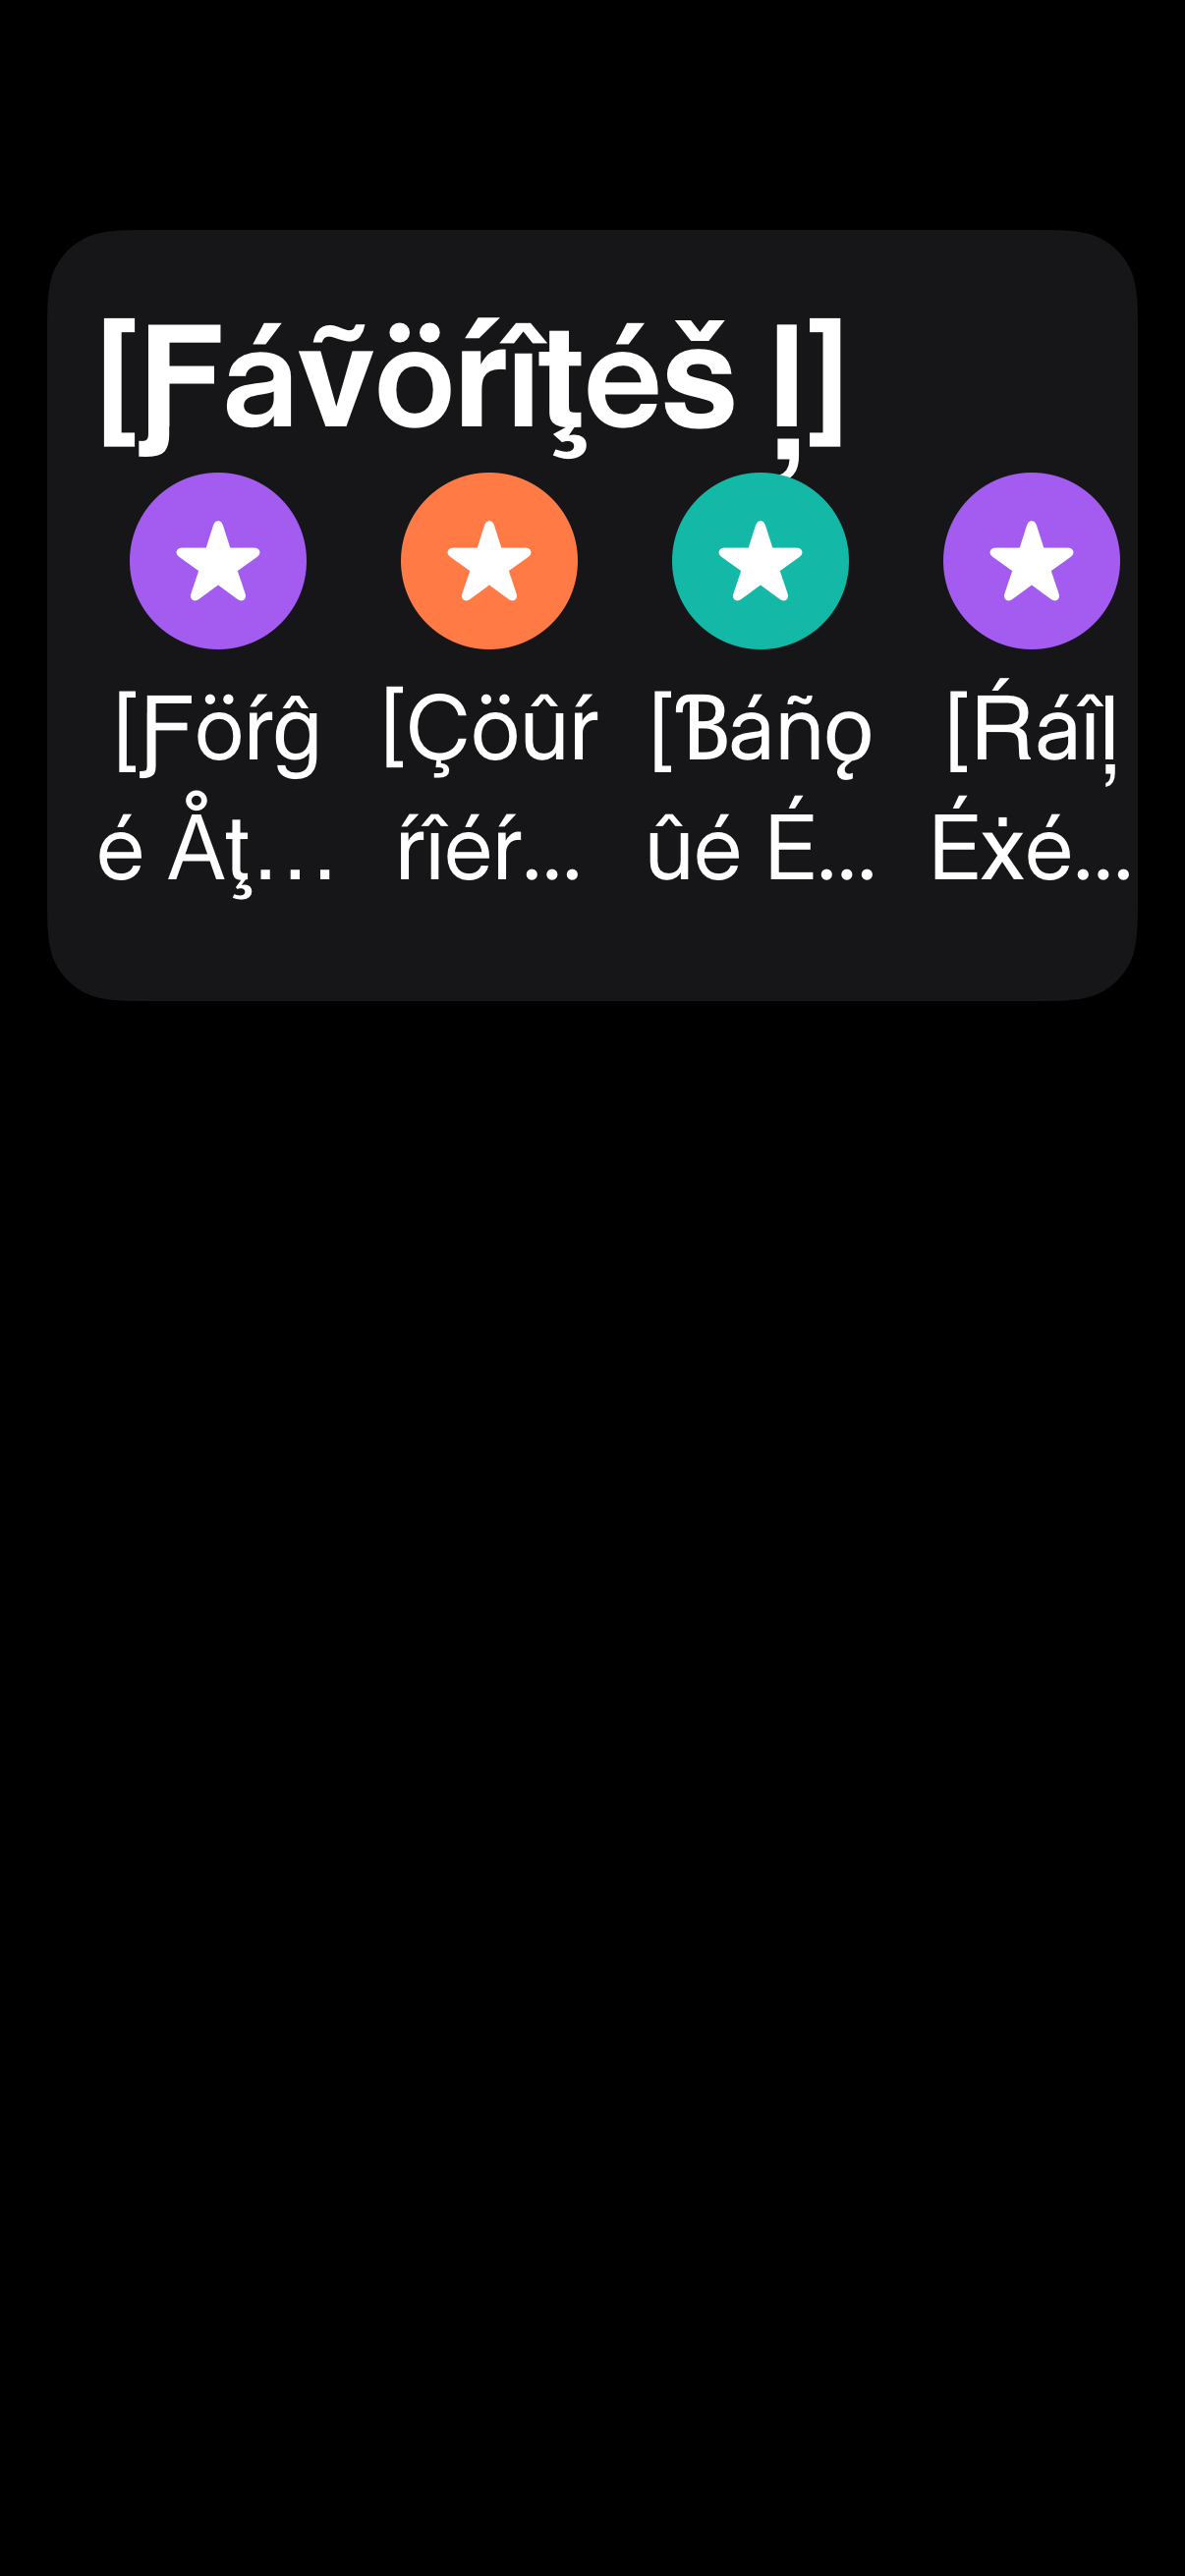 [Ƒáṽöŕîţéš ļ]
[Ƒöŕĝ
é Åţ…
[Çöûŕ
ŕîéŕ…
[Ɓáñǫ
ûé É…
[Ŕáîļ
Éẋé…